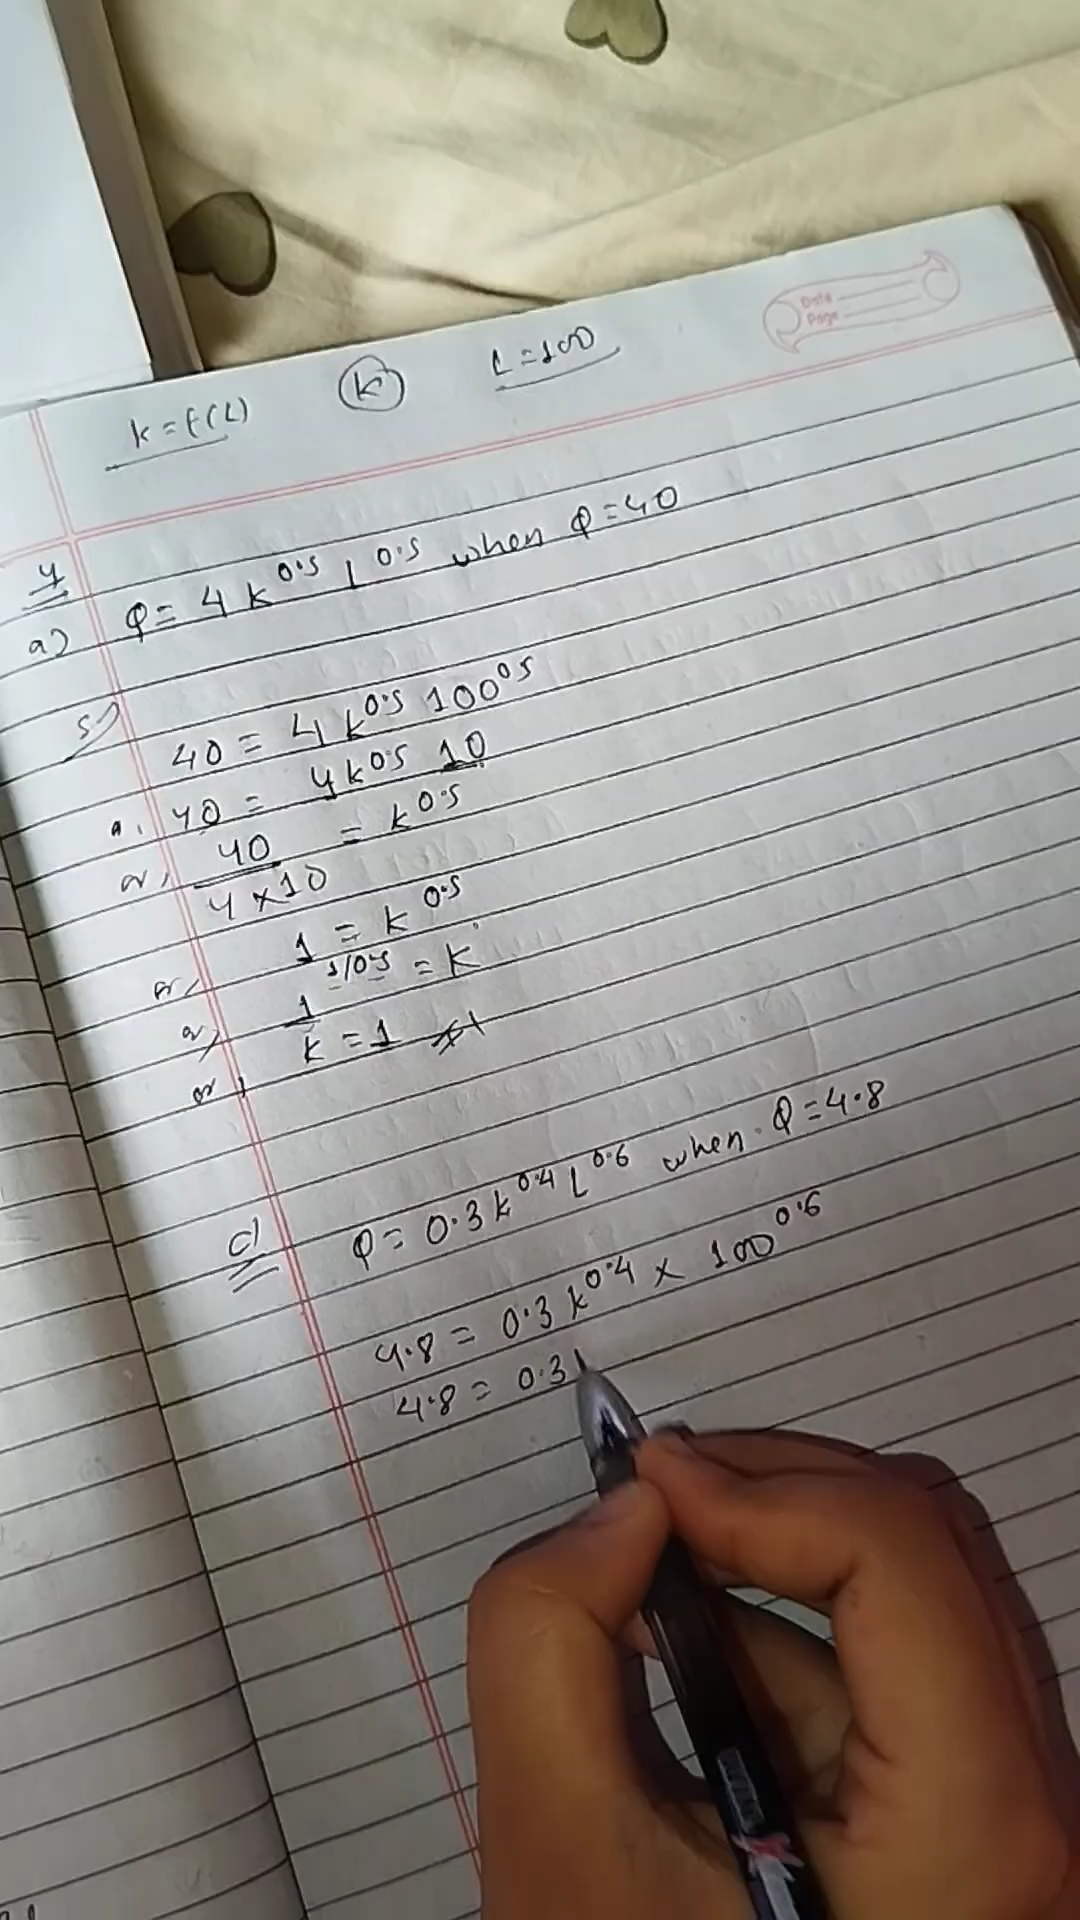 Date
Page
k = f(L) k L = 100
4
a) Q = 4 k^0.5 L^0.5 when Q = 40
40 = 4 k^0.5 100^0.5
40 = 4 k^0.5 10
or, 40 / 4 × 10 = k^0.5
or, 1 = k^0.5
or, 1^1/0.5 = k
or, k = 1
c) Q = 0.3 k^0.4 L^0.6 when Q = 4.8
4.8 = 0.3 k^0.4 × 100^0.6
4.8 = 0.3